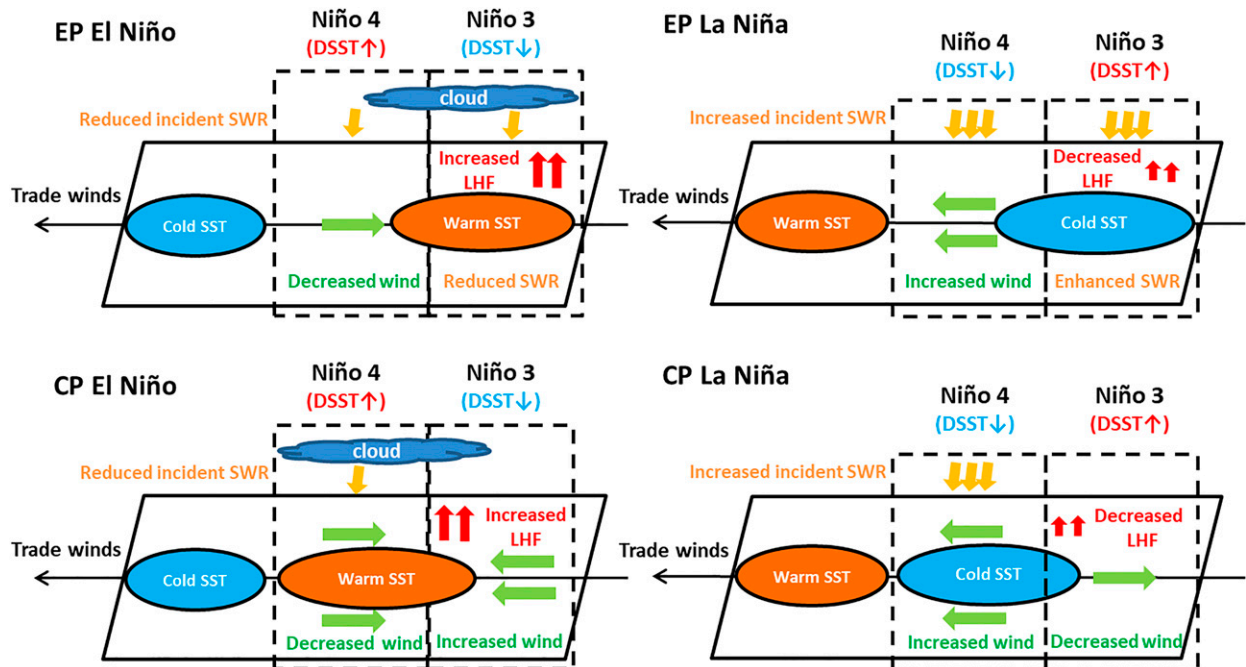 EP El Niño
Niño 4
(DSST↑)
Niño 3
(DSST↓)
cloud
Reduced incident SWR
Increased
LHF
Trade winds
Cold SST
Warm SST
Decreased wind
Reduced SWR
EP La Niña
Niño 4
(DSST↓)
Niño 3
(DSST↑)
Increased incident SWR
Decreased
LHF
Trade winds
Warm SST
Cold SST
Increased wind
Enhanced SWR
CP El Niño
Niño 4
(DSST↑)
Niño 3
(DSST↓)
cloud
Reduced incident SWR
Increased
LHF
Trade winds
Cold SST
Warm SST
Decreased wind
Increased wind
CP La Niña
Niño 4
(DSST↓)
Niño 3
(DSST↑)
Increased incident SWR
Decreased
LHF
Trade winds
Warm SST
Cold SST
Increased wind
Decreased wind